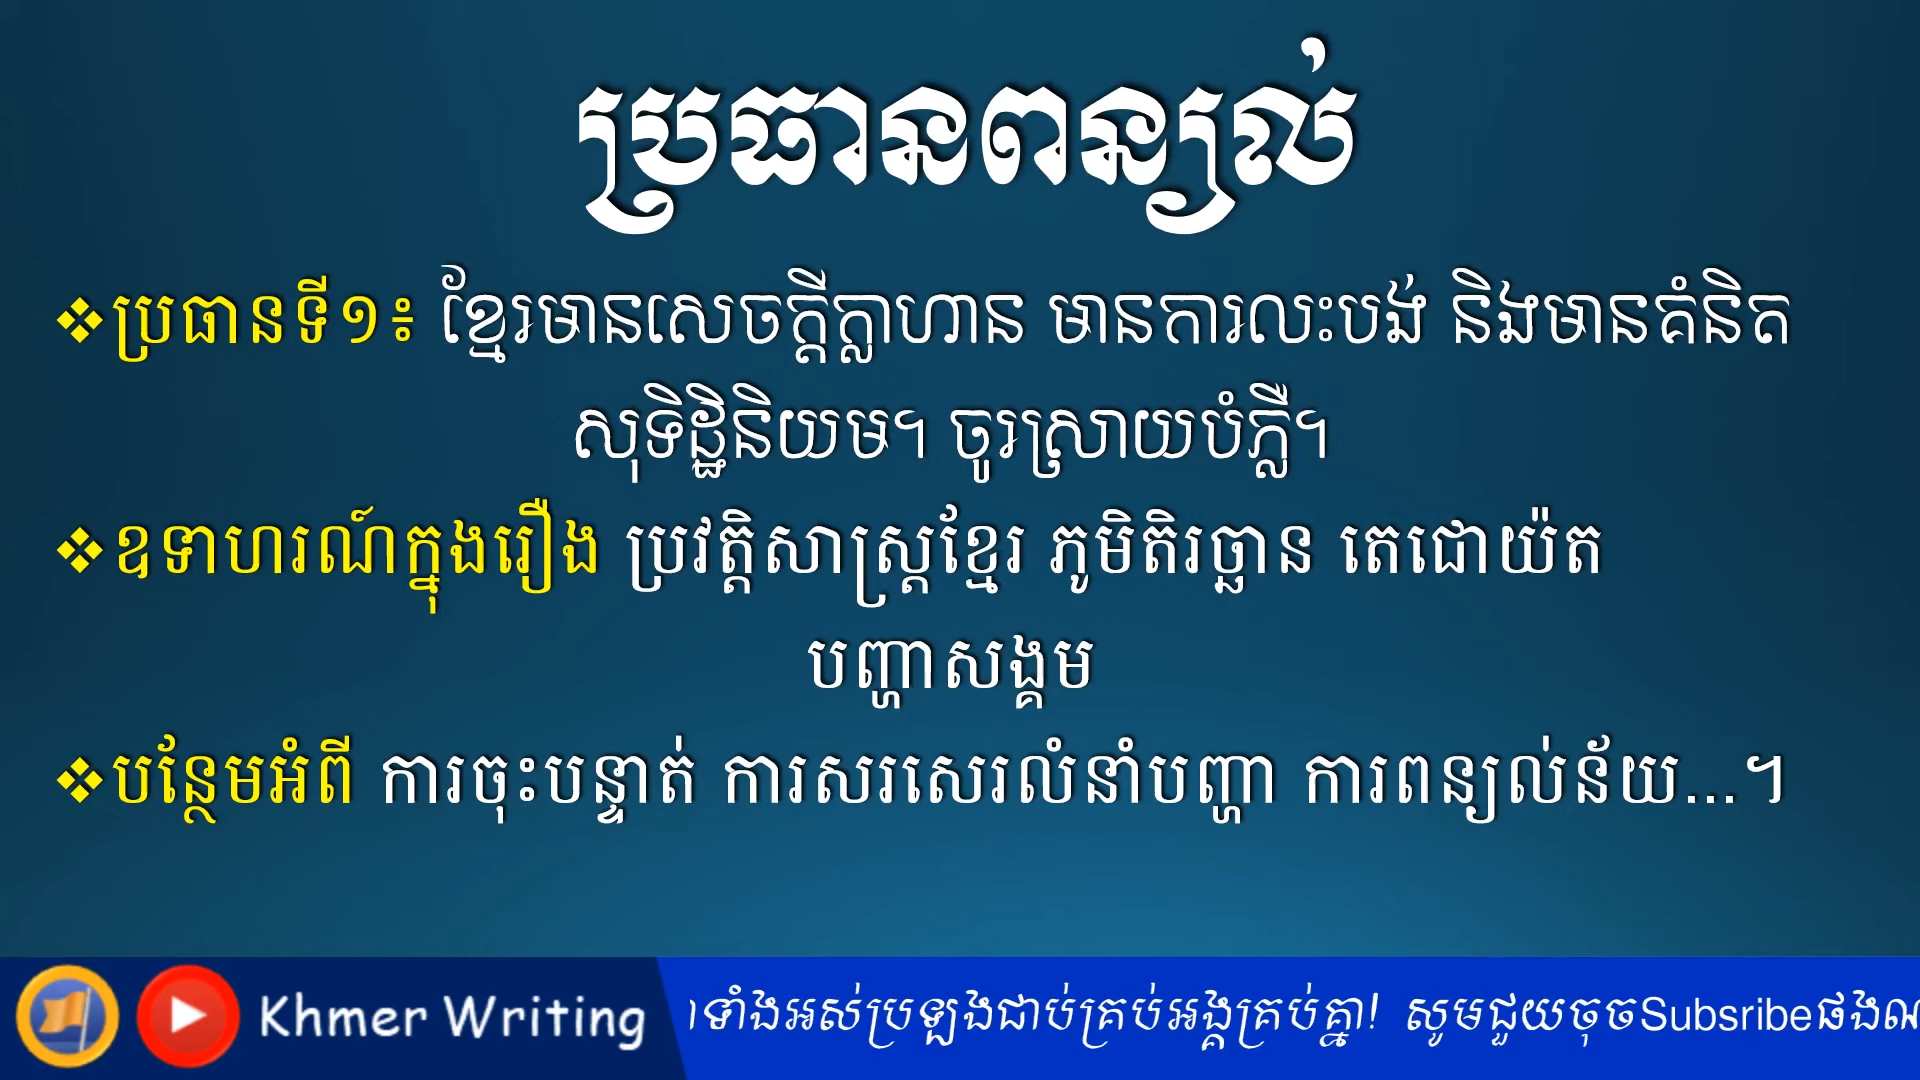 ប្រធានពន្យល់
❖ប្រធានទី១៖ ខ្មែរមានសេចក្ដីក្លាហាន មានការលះបង់ និងមានគំនិត
សុទិដ្ឋិនិយម។ ចូរស្រាយបំភ្លឺ។
❖ឧទាហរណ៍ក្នុងរឿង ប្រវត្តិសាស្ត្រខ្មែរ ភូមិតិរច្ឆាន តេជោយ៉ត
បញ្ហាសង្គម
❖បន្ថែមអំពី ការចុះបន្ទាត់ ការសរសេរលំនាំបញ្ហា ការពន្យល់ន័យ...។
Khmer Writing
ទាំងអស់ប្រឡងជាប់គ្រប់អង្គគ្រប់គ្នា! សូមជួយចុចSubsribeផង